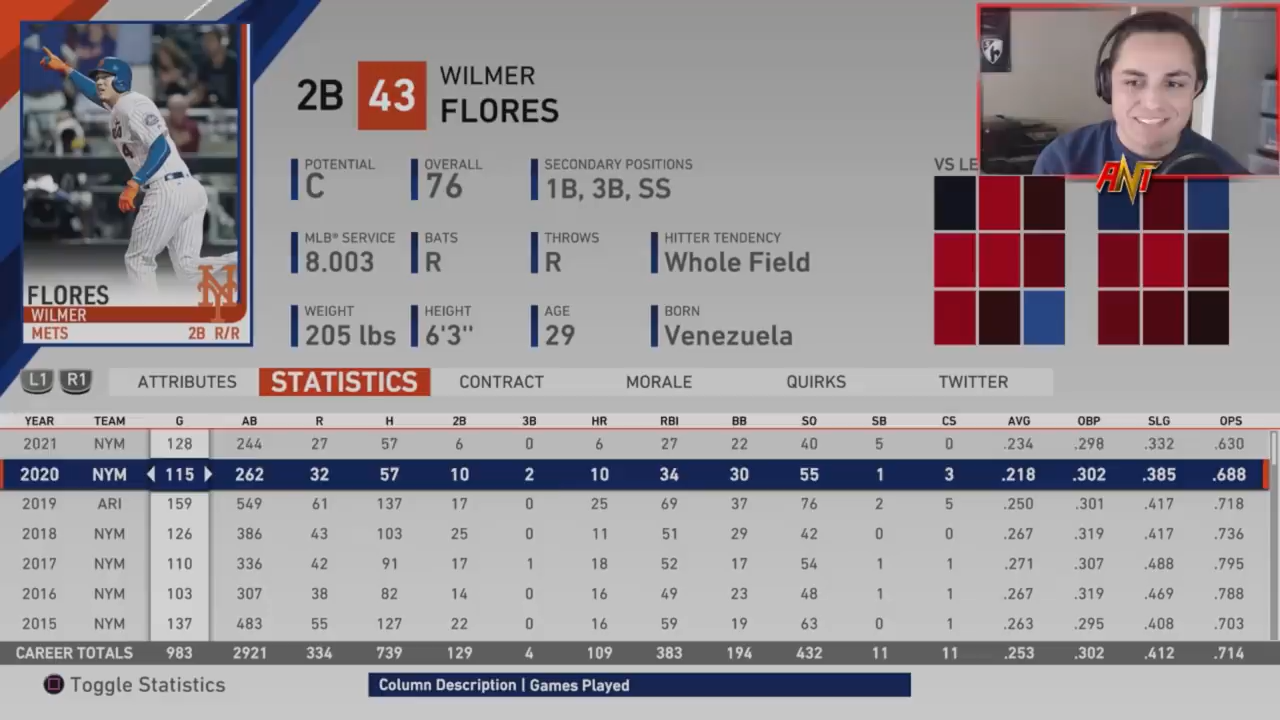 2B 43 WILMER FLORES
POTENTIAL OVERALL SECONDARY POSITIONS
C 76 1B, 3B, SS
VS LE
ANT
MLB® SERVICE BATS THROWS HITTER TENDENCY
8.003 R R Whole Field
FLORES
WILMER
METS 2B R/R
WEIGHT HEIGHT AGE BORN
205 lbs 6'3" 29 Venezuela
L1 R1 ATTRIBUTES STATISTICS CONTRACT MORALE QUIRKS TWITTER
YEAR TEAM G AB R H 2B 3B HR RBI BB SO SB CS AVG OBP SLG OPS
2021 NYM 128 244 27 57 6 0 6 27 22 40 5 0 .234 .298 .332 .630
2020 NYM 115 262 32 57 10 2 10 34 30 55 1 3 .218 .302 .385 .688
2019 ARI 159 549 61 137 17 0 25 69 37 76 2 5 .250 .301 .417 .718
2018 NYM 126 386 43 103 25 0 11 51 29 42 0 0 .267 .319 .417 .736
2017 NYM 110 336 42 91 17 1 18 52 17 54 1 1 .271 .307 .488 .795
2016 NYM 103 307 38 82 14 0 16 49 23 48 1 1 .267 .319 .469 .788
2015 NYM 137 483 55 127 22 0 16 59 19 63 0 1 .263 .295 .408 .703
CAREER TOTALS 983 2921 334 739 129 4 109 383 194 432 11 11 .253 .302 .412 .714
Toggle Statistics
Column Description | Games Played